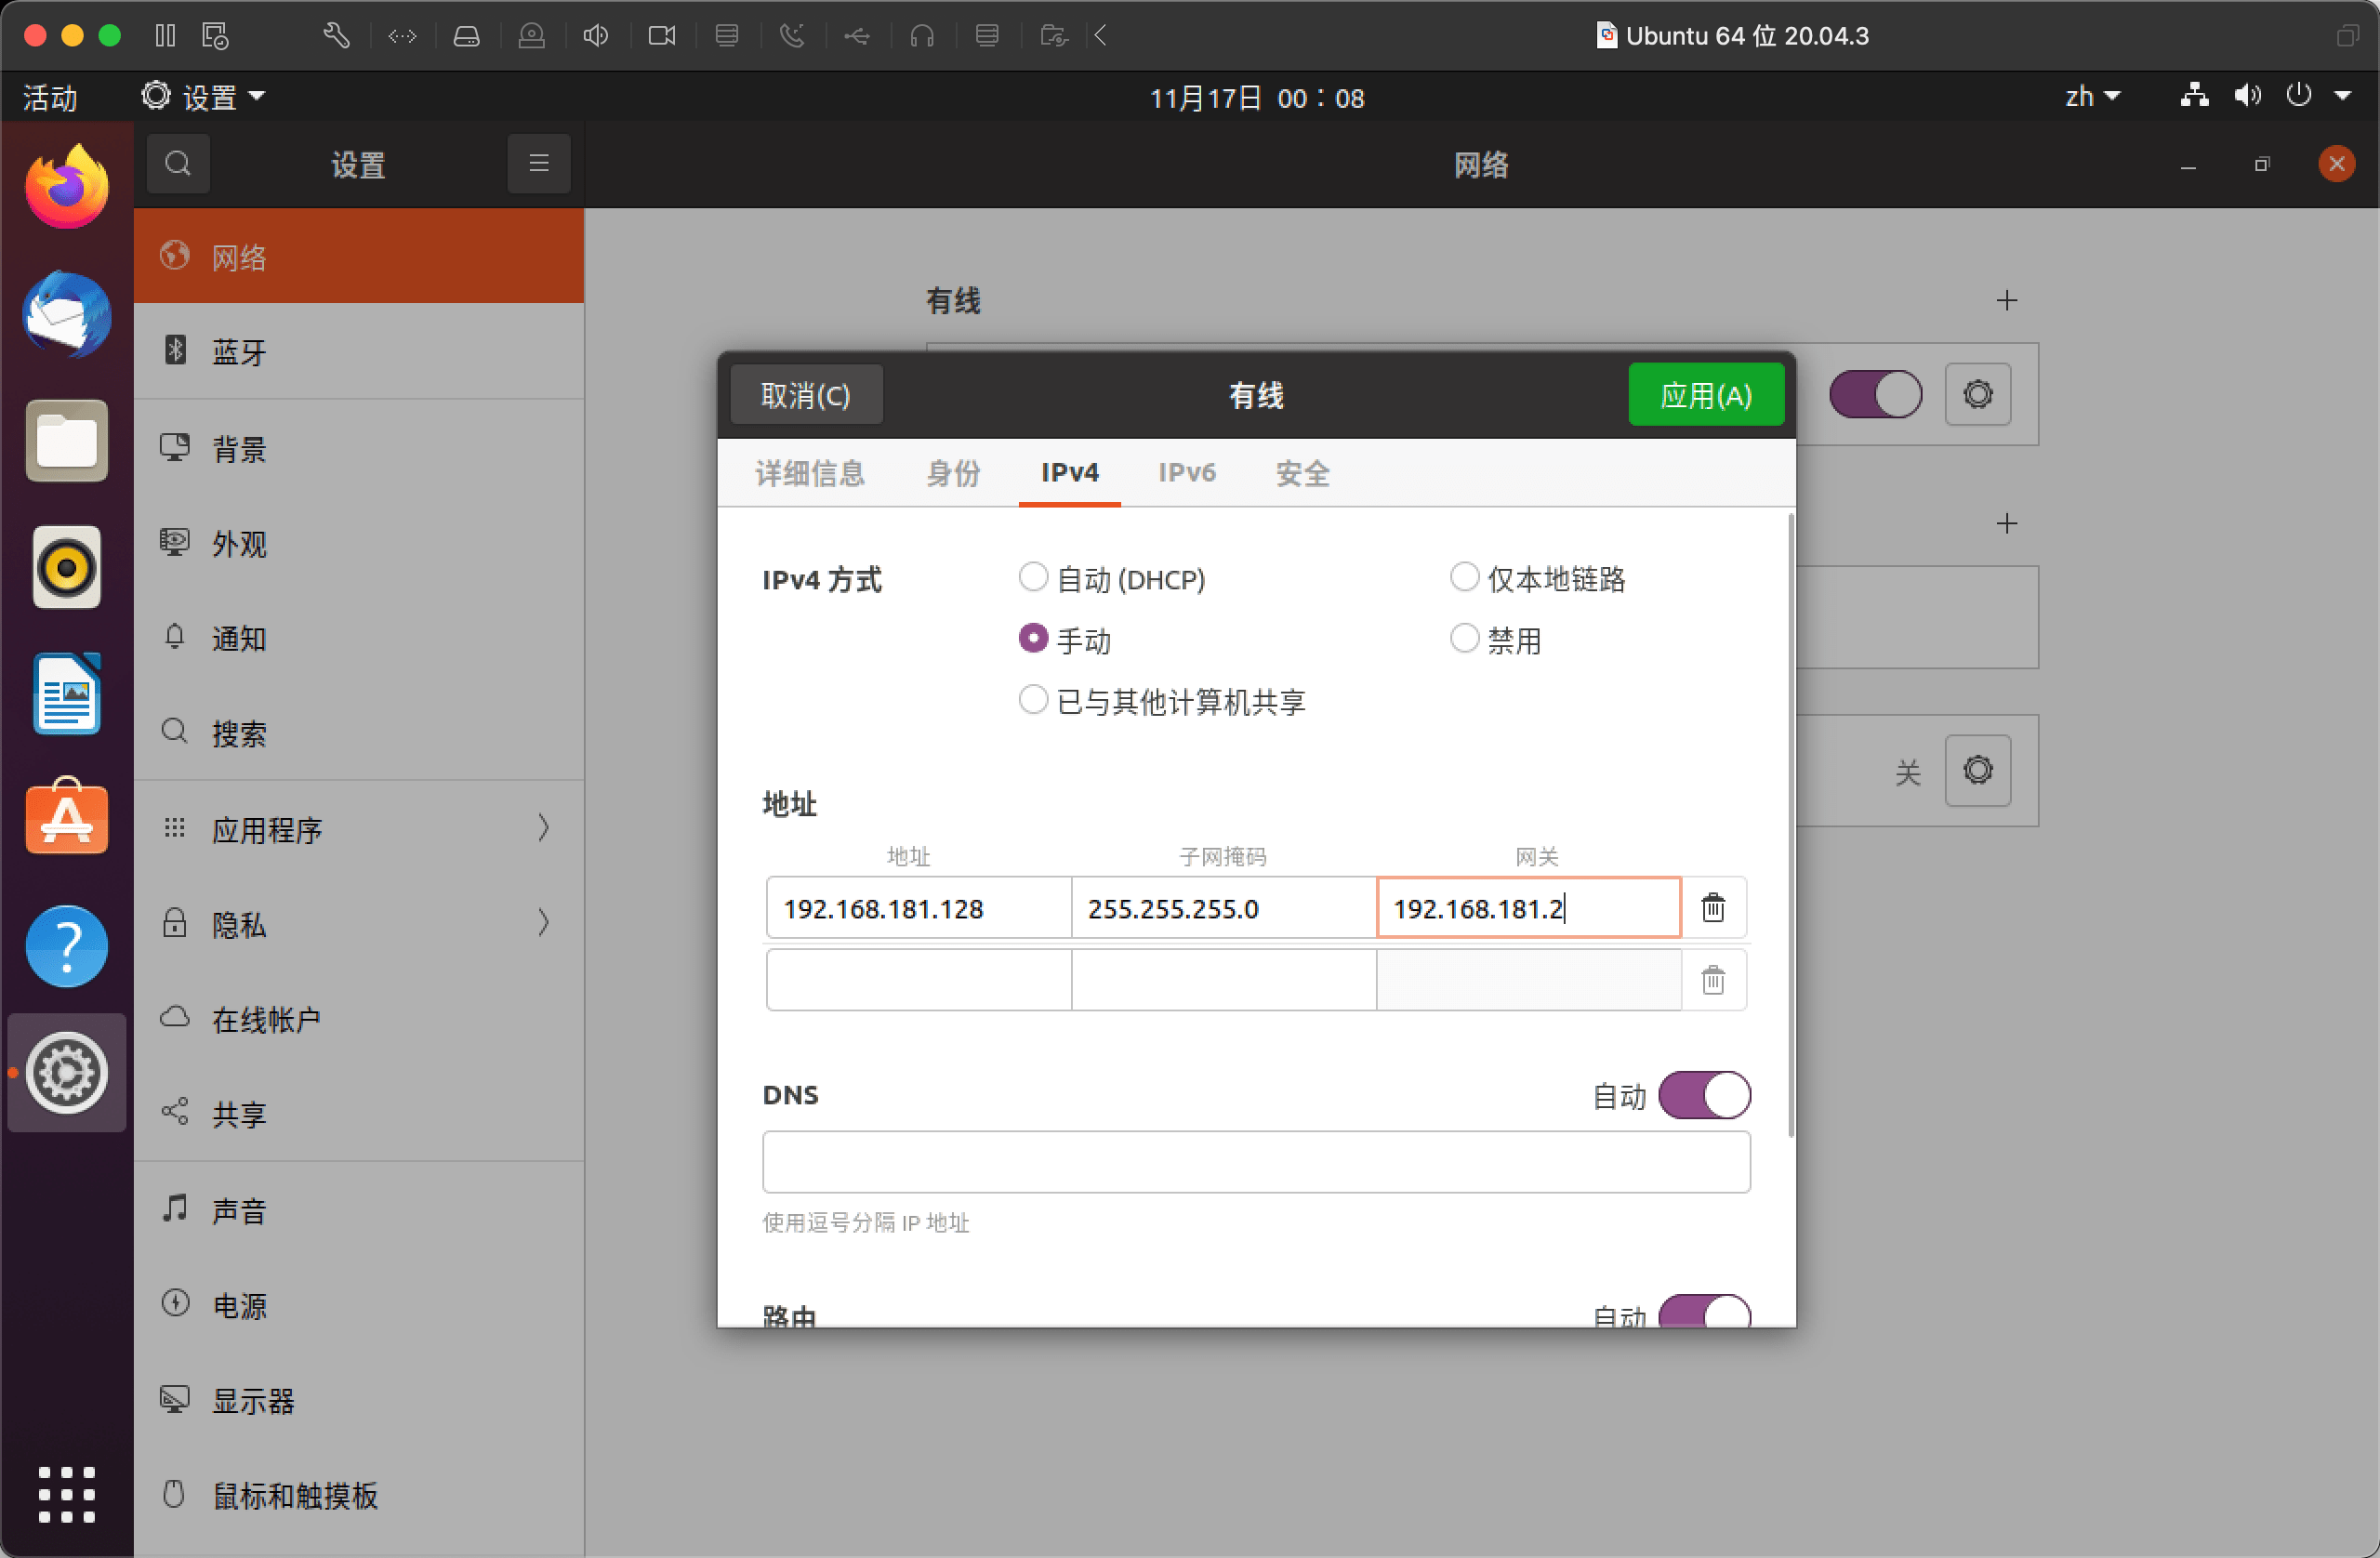 Ubuntu 64 位 20.04.3
活动
设置
11月17日 00：08
zh
设置
网络
网络
蓝牙
背景
外观
通知
搜索
应用程序
隐私
在线帐户
共享
声音
电源
显示器
鼠标和触摸板
有线
关
取消(C)
有线
应用(A)
详细信息
身份
IPv4
IPv6
安全
IPv4 方式
自动 (DHCP)
仅本地链路
手动
禁用
已与其他计算机共享
地址
地址
子网掩码
网关
192.168.181.128
255.255.255.0
192.168.181.2
DNS
自动
使用逗号分隔 IP 地址
路由
自动